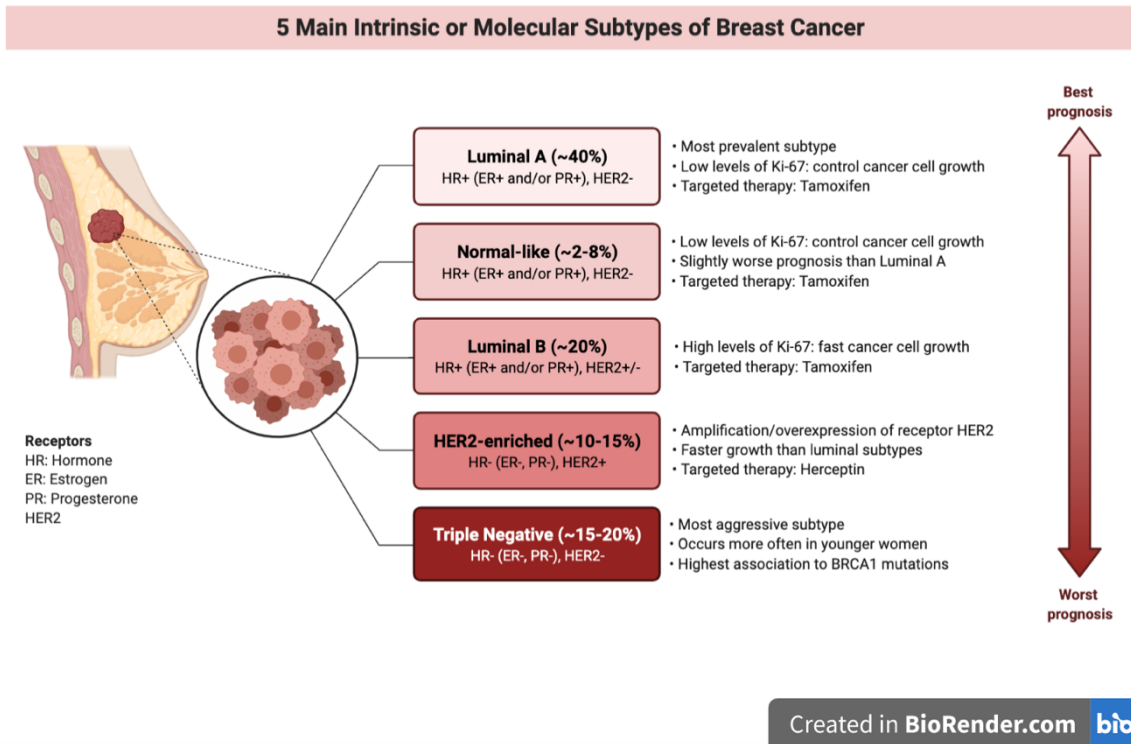 5 Main Intrinsic or Molecular Subtypes of Breast Cancer
Best
prognosis
Luminal A (~40%)
HR+ (ER+ and/or PR+), HER2-
• Most prevalent subtype
• Low levels of Ki-67: control cancer cell growth
• Targeted therapy: Tamoxifen
Normal-like (~2-8%)
HR+ (ER+ and/or PR+), HER2-
• Low levels of Ki-67: control cancer cell growth
• Slightly worse prognosis than Luminal A
• Targeted therapy: Tamoxifen
Luminal B (~20%)
HR+ (ER+ and/or PR+), HER2+/-
• High levels of Ki-67: fast cancer cell growth
• Targeted therapy: Tamoxifen
HER2-enriched (~10-15%)
HR- (ER-, PR-), HER2+
• Amplification/overexpression of receptor HER2
• Faster growth than luminal subtypes
• Targeted therapy: Herceptin
Triple Negative (~15-20%)
HR- (ER-, PR-), HER2-
• Most aggressive subtype
• Occurs more often in younger women
• Highest association to BRCA1 mutations
Worst
prognosis
Receptors
HR: Hormone
ER: Estrogen
PR: Progesterone
HER2
Created in BioRender.com bio